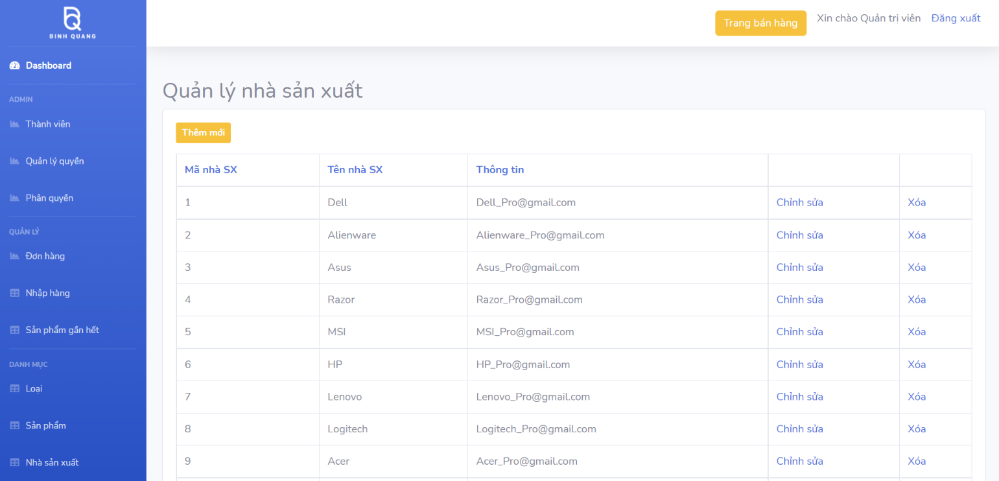 BINH QUANG
Dashboard
ADMIN
Thành viên
Quản lý quyền
Phân quyền
QUẢN LÝ
Đơn hàng
Nhập hàng
Sản phẩm gần hết
DANH MỤC
Loại
Sản phẩm
Nhà sản xuất
Trang bán hàng Xin chào Quản trị viên Đăng xuất
Quản lý nhà sản xuất
Thêm mới
Mã nhà SX Tên nhà SX Thông tin
1 Dell Dell_Pro@gmail.com Chỉnh sửa Xóa
2 Alienware Alienware_Pro@gmail.com Chỉnh sửa Xóa
3 Asus Asus_Pro@gmail.com Chỉnh sửa Xóa
4 Razor Razor_Pro@gmail.com Chỉnh sửa Xóa
5 MSI MSI_Pro@gmail.com Chỉnh sửa Xóa
6 HP HP_Pro@gmail.com Chỉnh sửa Xóa
7 Lenovo Lenovo_Pro@gmail.com Chỉnh sửa Xóa
8 Logitech Logitech_Pro@gmail.com Chỉnh sửa Xóa
9 Acer Acer_Pro@gmail.com Chỉnh sửa Xóa